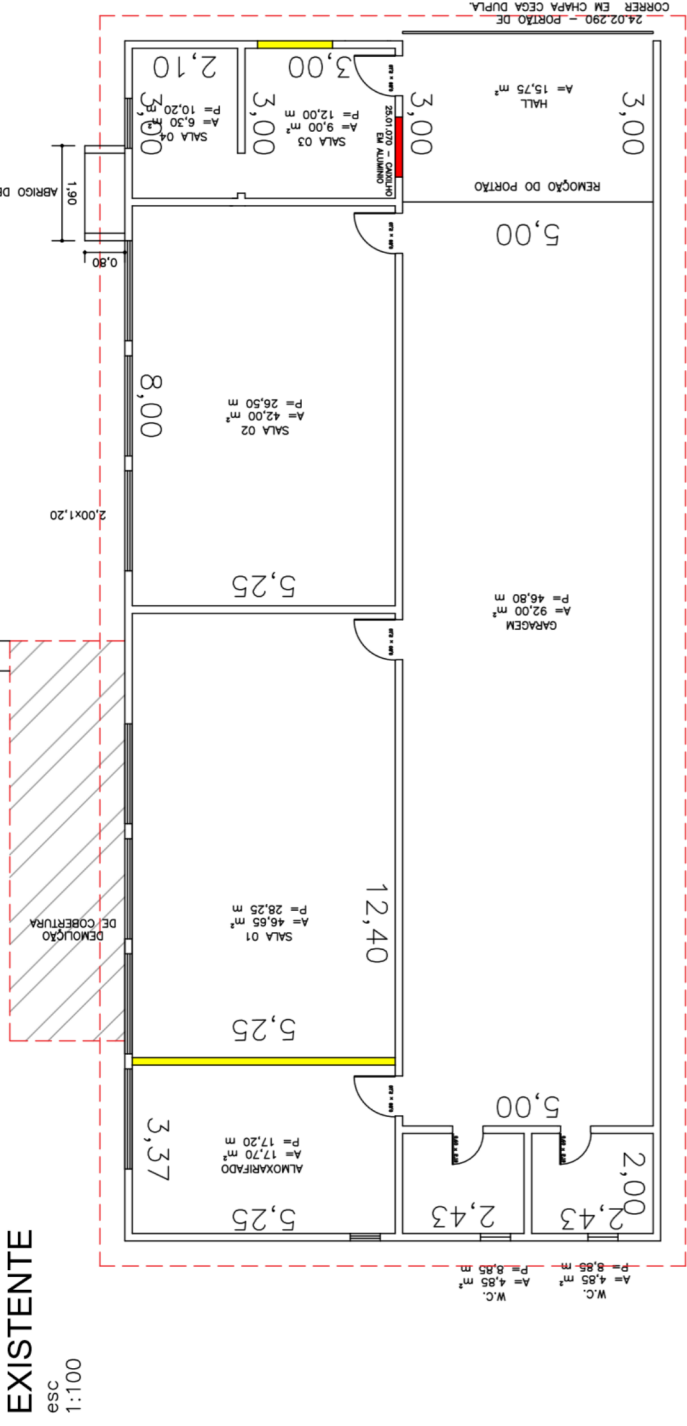 EXISTENTE
esc
1:100
W.C.
A= 4,85 m²
P= 8,85 m
W.C.
A= 4,85 m²
P= 8,85 m
2,43
2,43
2,00
5,25
ALMOXARIFADO
A= 17,70 m²
P= 17,20 m
3,37
5,00
5,25
SALA 01
A= 46,65 m²
P= 28,25 m
12,40
DEMOLIÇÃO
DE COBERTURA
GARAGEM
A= 92,00 m²
P= 46,80 m
5,25
2,00x1,20
SALA 02
A= 42,00 m²
P= 26,50 m
8,00
5,00
0,80
1,90
ABRIGO DE
REMOÇÃO DO PORTÃO
HALL
A= 15,75 m²
3,00
3,00
25.01.070 - CAIXILHO
EM ALUMINIO
SALA 03
A= 9,00 m²
P= 12,00 m
3,00
3,00
SALA 04
A= 6,30 m²
P= 10,20 m
3,00
2,10
24.02.290 - PORTÃO DE
CORRER EM CHAPA CEGA DUPLA.